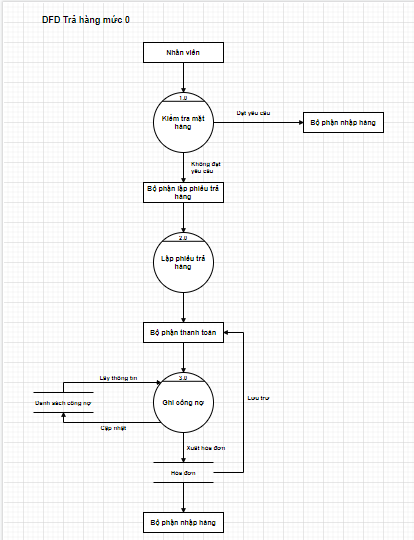 DFD Trả hàng mức 0
Nhân viên
1.0
Kiểm tra mặt
hàng
Đạt yêu cầu
Bộ phận nhập hàng
Không đạt
yêu cầu
Bộ phận lập phiếu trả
hàng
2.0
Lập phiếu trả
hàng
Bộ phận thanh toán
3.0
Lấy thông tin
Danh sách công nợ
Ghi công nợ
Lưu trữ
Cập nhật
Xuất hóa đơn
Hóa đơn
Bộ phận nhập hàng